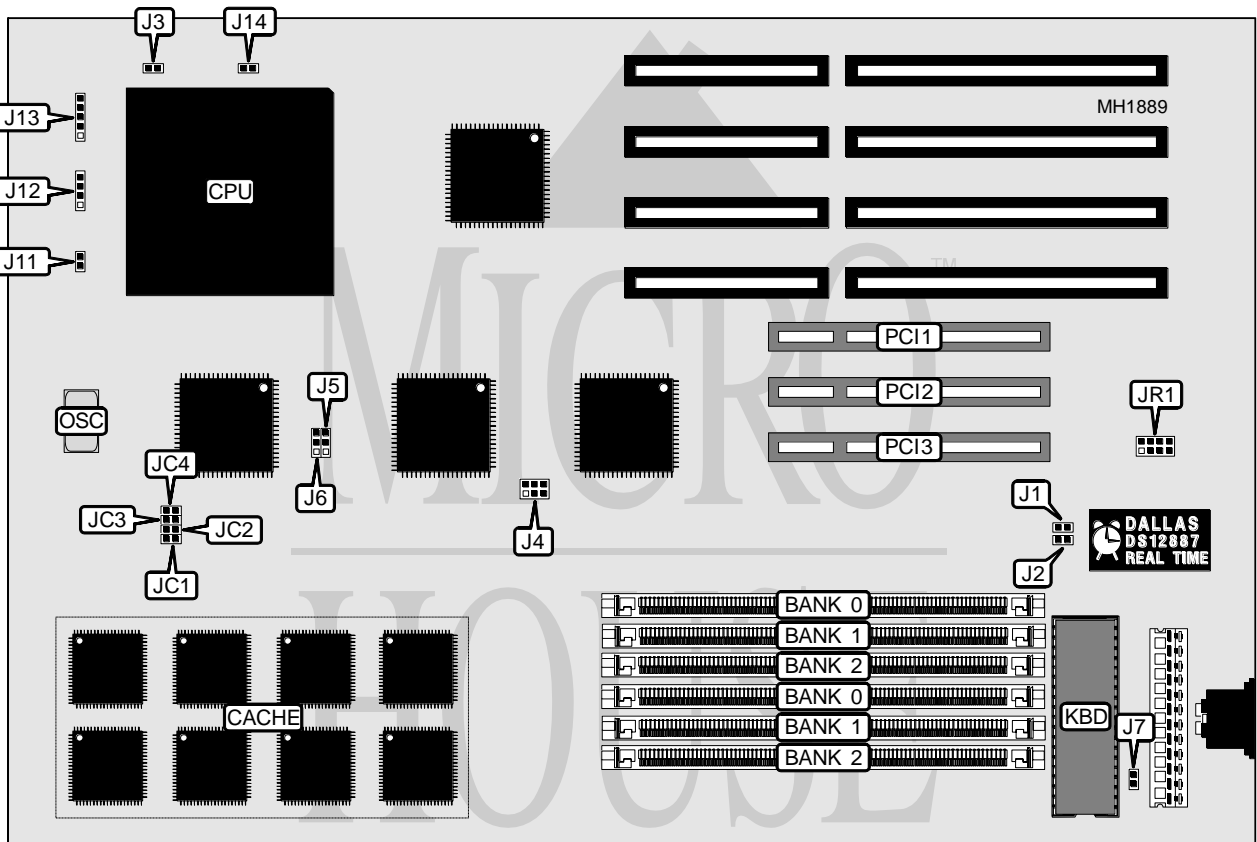 J3
J14
J13
MH1889
J12
CPU
J11
MICRO
TM
PCI1
PCI2
PCI3
OSC
J5
JR1
JC4
J6
JC3
JC2
J4
J1
JC1
J2
DALLAS
DS12887
REAL TIME
HOUSE
BANK 0
BANK 1
BANK 2
BANK 0
BANK 1
BANK 2
CACHE
KBD
J7